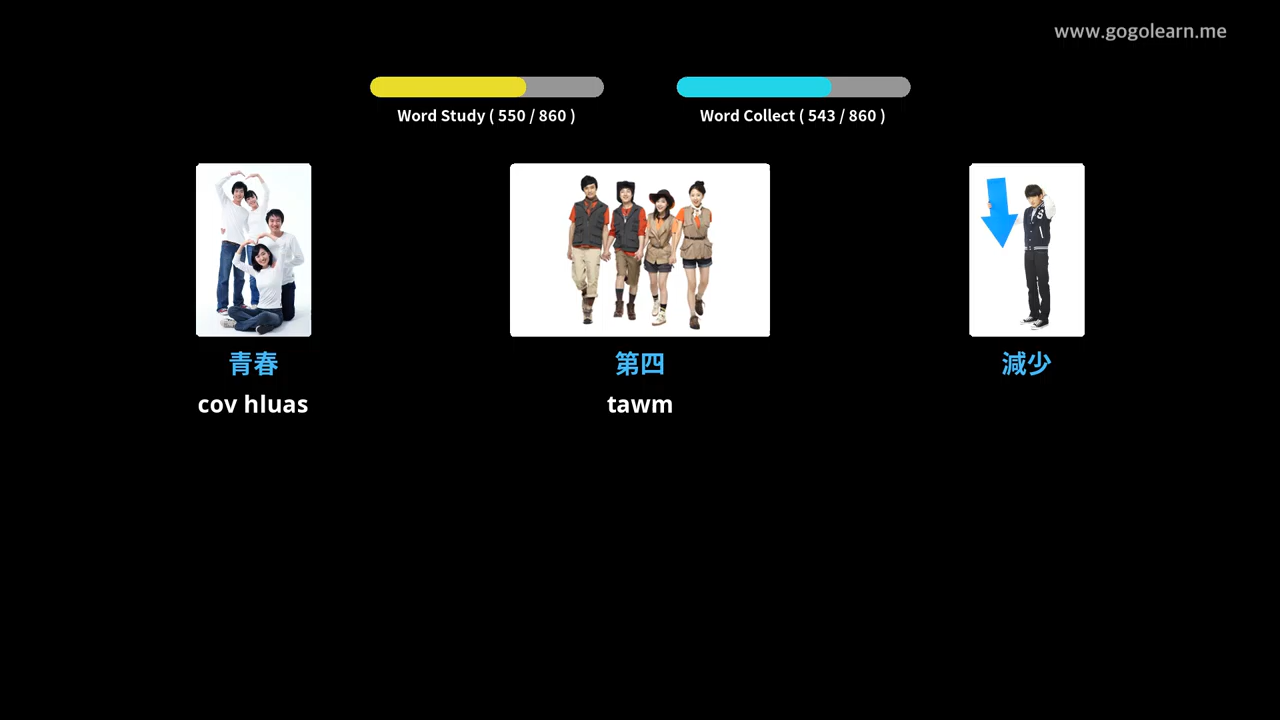 www.gogolearn.me
Word Study ( 550 / 860 )
Word Collect ( 543 / 860 )
青春
第四
減少
cov hluas
tawm